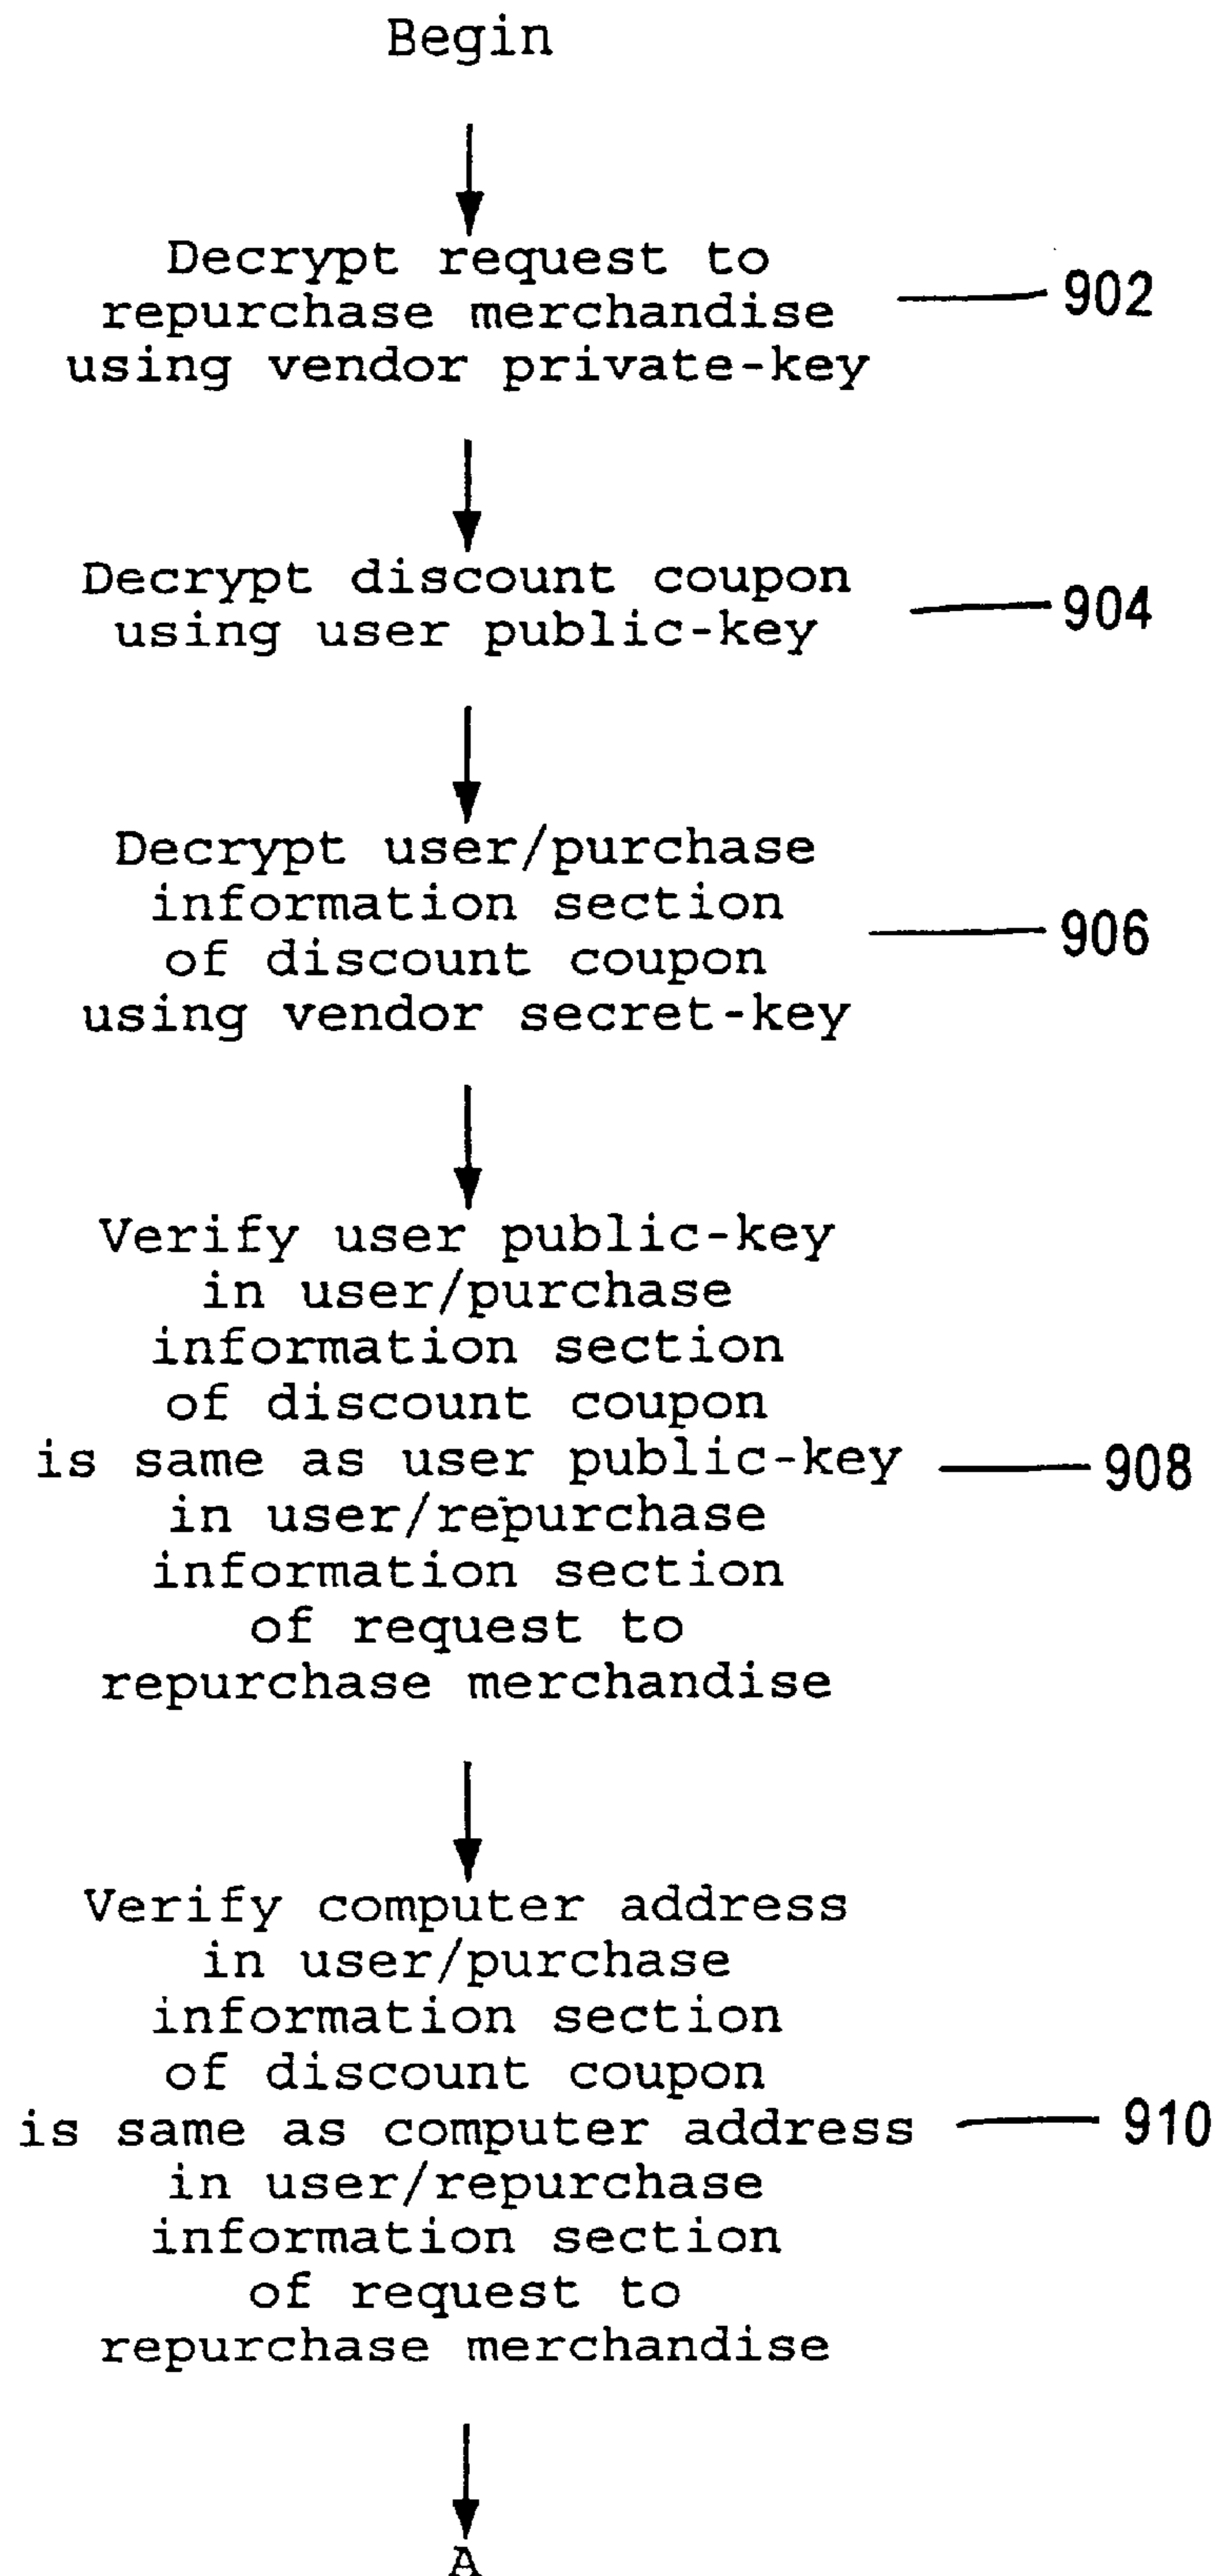 Begin
Decrypt request to
repurchase merchandise
using vendor private-key
902
Decrypt discount coupon
using user public-key
904
Decrypt user/purchase
information section
of discount coupon
using vendor secret-key
906
Verify user public-key
in user/purchase
information section
of discount coupon
is same as user public-key
in user/repurchase
information section
of request to
repurchase merchandise
908
Verify computer address
in user/purchase
information section
of discount coupon
is same as computer address
in user/repurchase
information section
of request to
repurchase merchandise
910
A